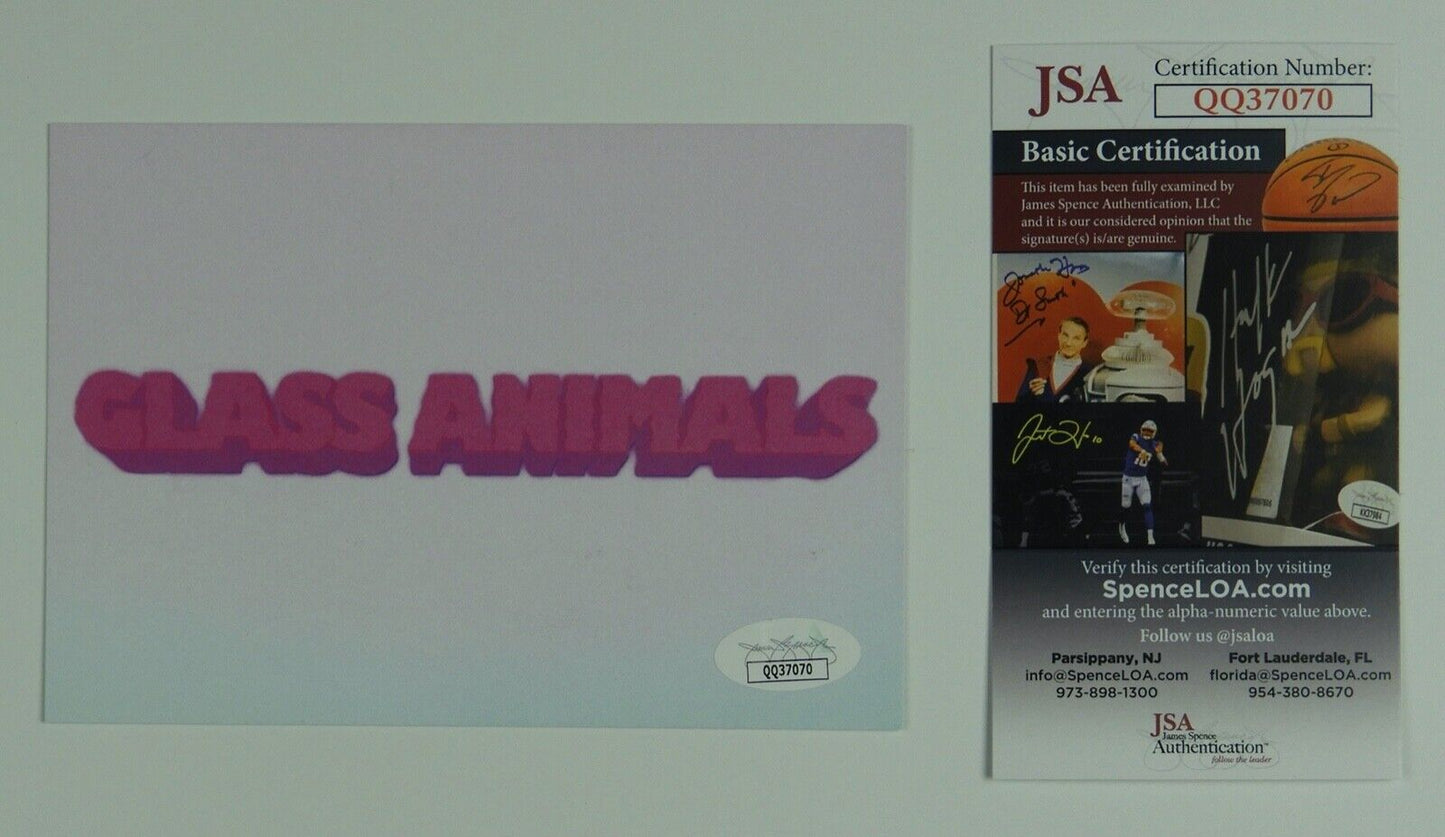 GLASS ANIMALS
QQ37070
JSA
Certification Number:
QQ37070
Basic Certification
This item has been fully examined by
James Spence Authentication, LLC
and it is our considered opinion that the
signature(s) is/are genuine.
KK37984
Verify this certification by visiting
SpenceLOA.com
and entering the alpha-numeric value above.
Follow us @jsaloa
Parsippany, NJ
info@SpenceLOA.com
973-898-1300
Fort Lauderdale, FL
florida@SpenceLOA.com
954-380-8670
JSA
James Spence
Authentication™
follow the leader